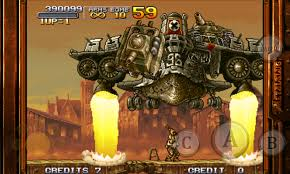 390099
ARMS BOMB
∞ 10
59
1UP=1
C A B
CREDITS 7
CREDIT 0